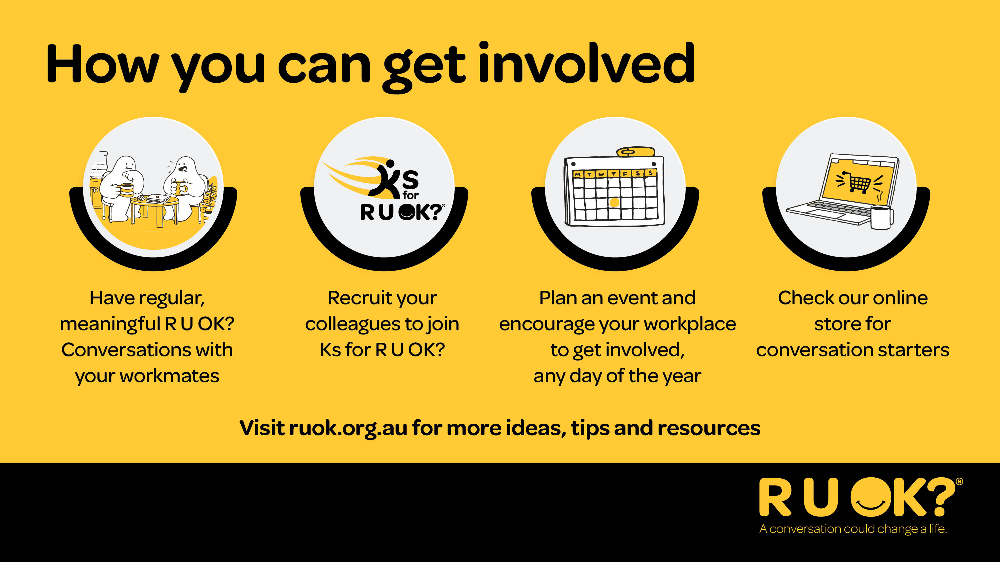 How you can get involved
Ks
for
R U OK?®
M T W T F S S
Have regular,
meaningful R U OK?
Conversations with
your workmates
Recruit your
colleagues to join
Ks for R U OK?
Plan an event and
encourage your workplace
to get involved,
any day of the year
Check our online
store for
conversation starters
Visit ruok.org.au for more ideas, tips and resources
R U OK?®
A conversation could change a life.